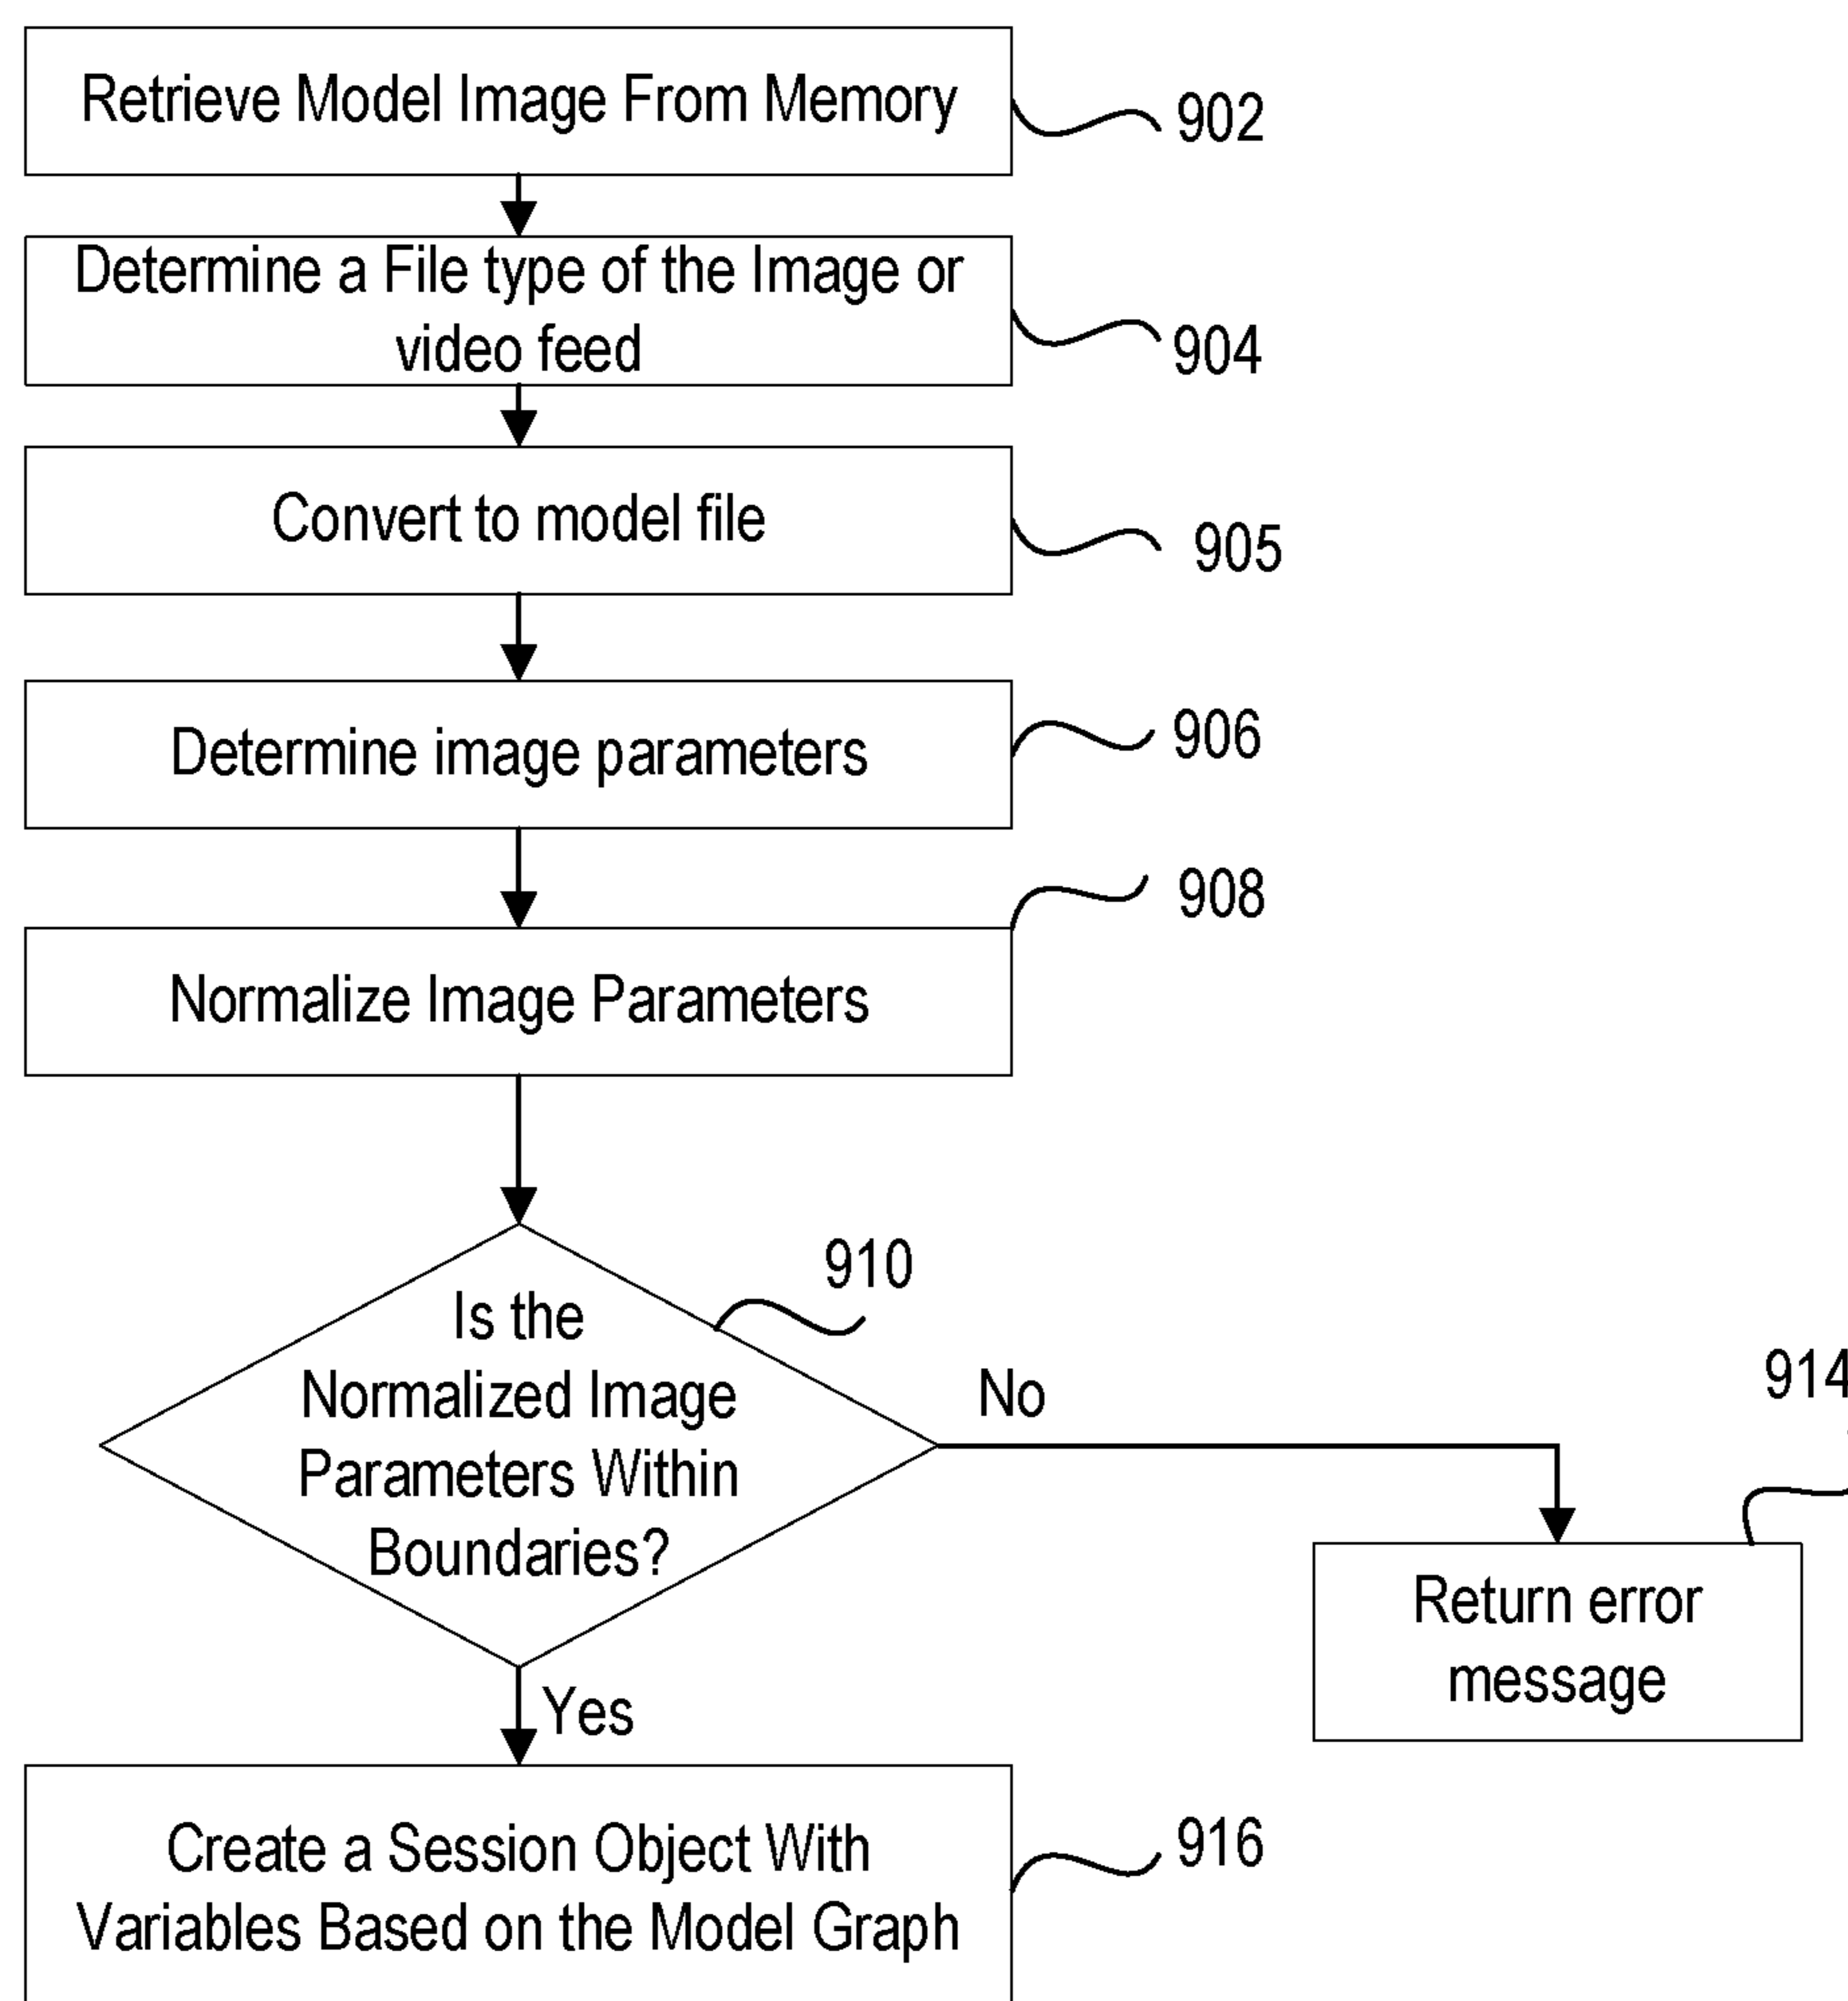 Retrieve Model Image From Memory
902
Determine a File type of the Image or
video feed
904
Convert to model file
905
Determine image parameters
906
908
Normalize Image Parameters
910
Is the
Normalized Image
Parameters Within
Boundaries?
No
914
Return error
message
Yes
Create a Session Object With
Variables Based on the Model Graph
916